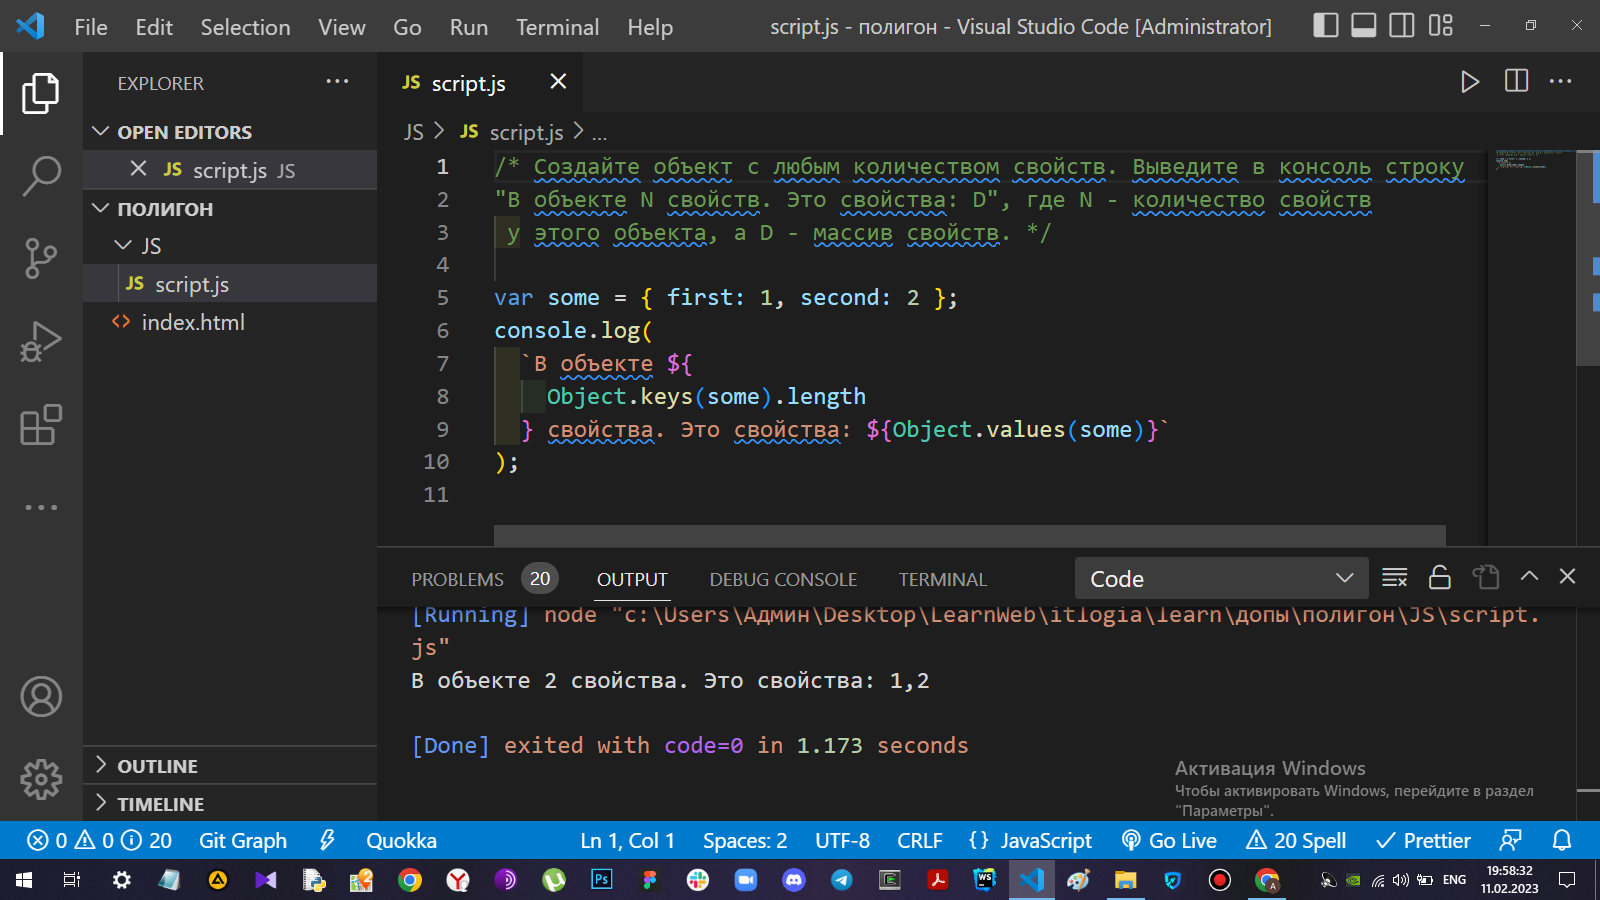 File Edit Selection View Go Run Terminal Help script.js - полигон - Visual Studio Code [Administrator]
EXPLORER
OPEN EDITORS
JS script.js JS
ПОЛИГОН
JS
JS script.js
index.html
OUTLINE
TIMELINE
JS script.js
JS > JS script.js > ...
1 /* Создайте объект с любым количеством свойств. Выведите в консоль строку
2 "В объекте N свойств. Это свойства: D", где N - количество свойств
3 у этого объекта, а D - массив свойств. */
4
5 var some = { first: 1, second: 2 };
6 console.log(
7 `В объекте ${
8 Object.keys(some).length
9 } свойства. Это свойства: ${Object.values(some)}`
10 );
11
PROBLEMS 20 OUTPUT DEBUG CONSOLE TERMINAL Code
[Running] node "c:\Users\Админ\Desktop\LearnWeb\itlogia\learn\допы\полигон\JS\script.
js"
В объекте 2 свойства. Это свойства: 1,2
[Done] exited with code=0 in 1.173 seconds
Активация Windows
Чтобы активировать Windows, перейдите в раздел
"Параметры".
0 0 20 Git Graph Quokka Ln 1, Col 1 Spaces: 2 UTF-8 CRLF {} JavaScript Go Live 20 Spell Prettier
Ps WS ENG 19:58:32
11.02.2023